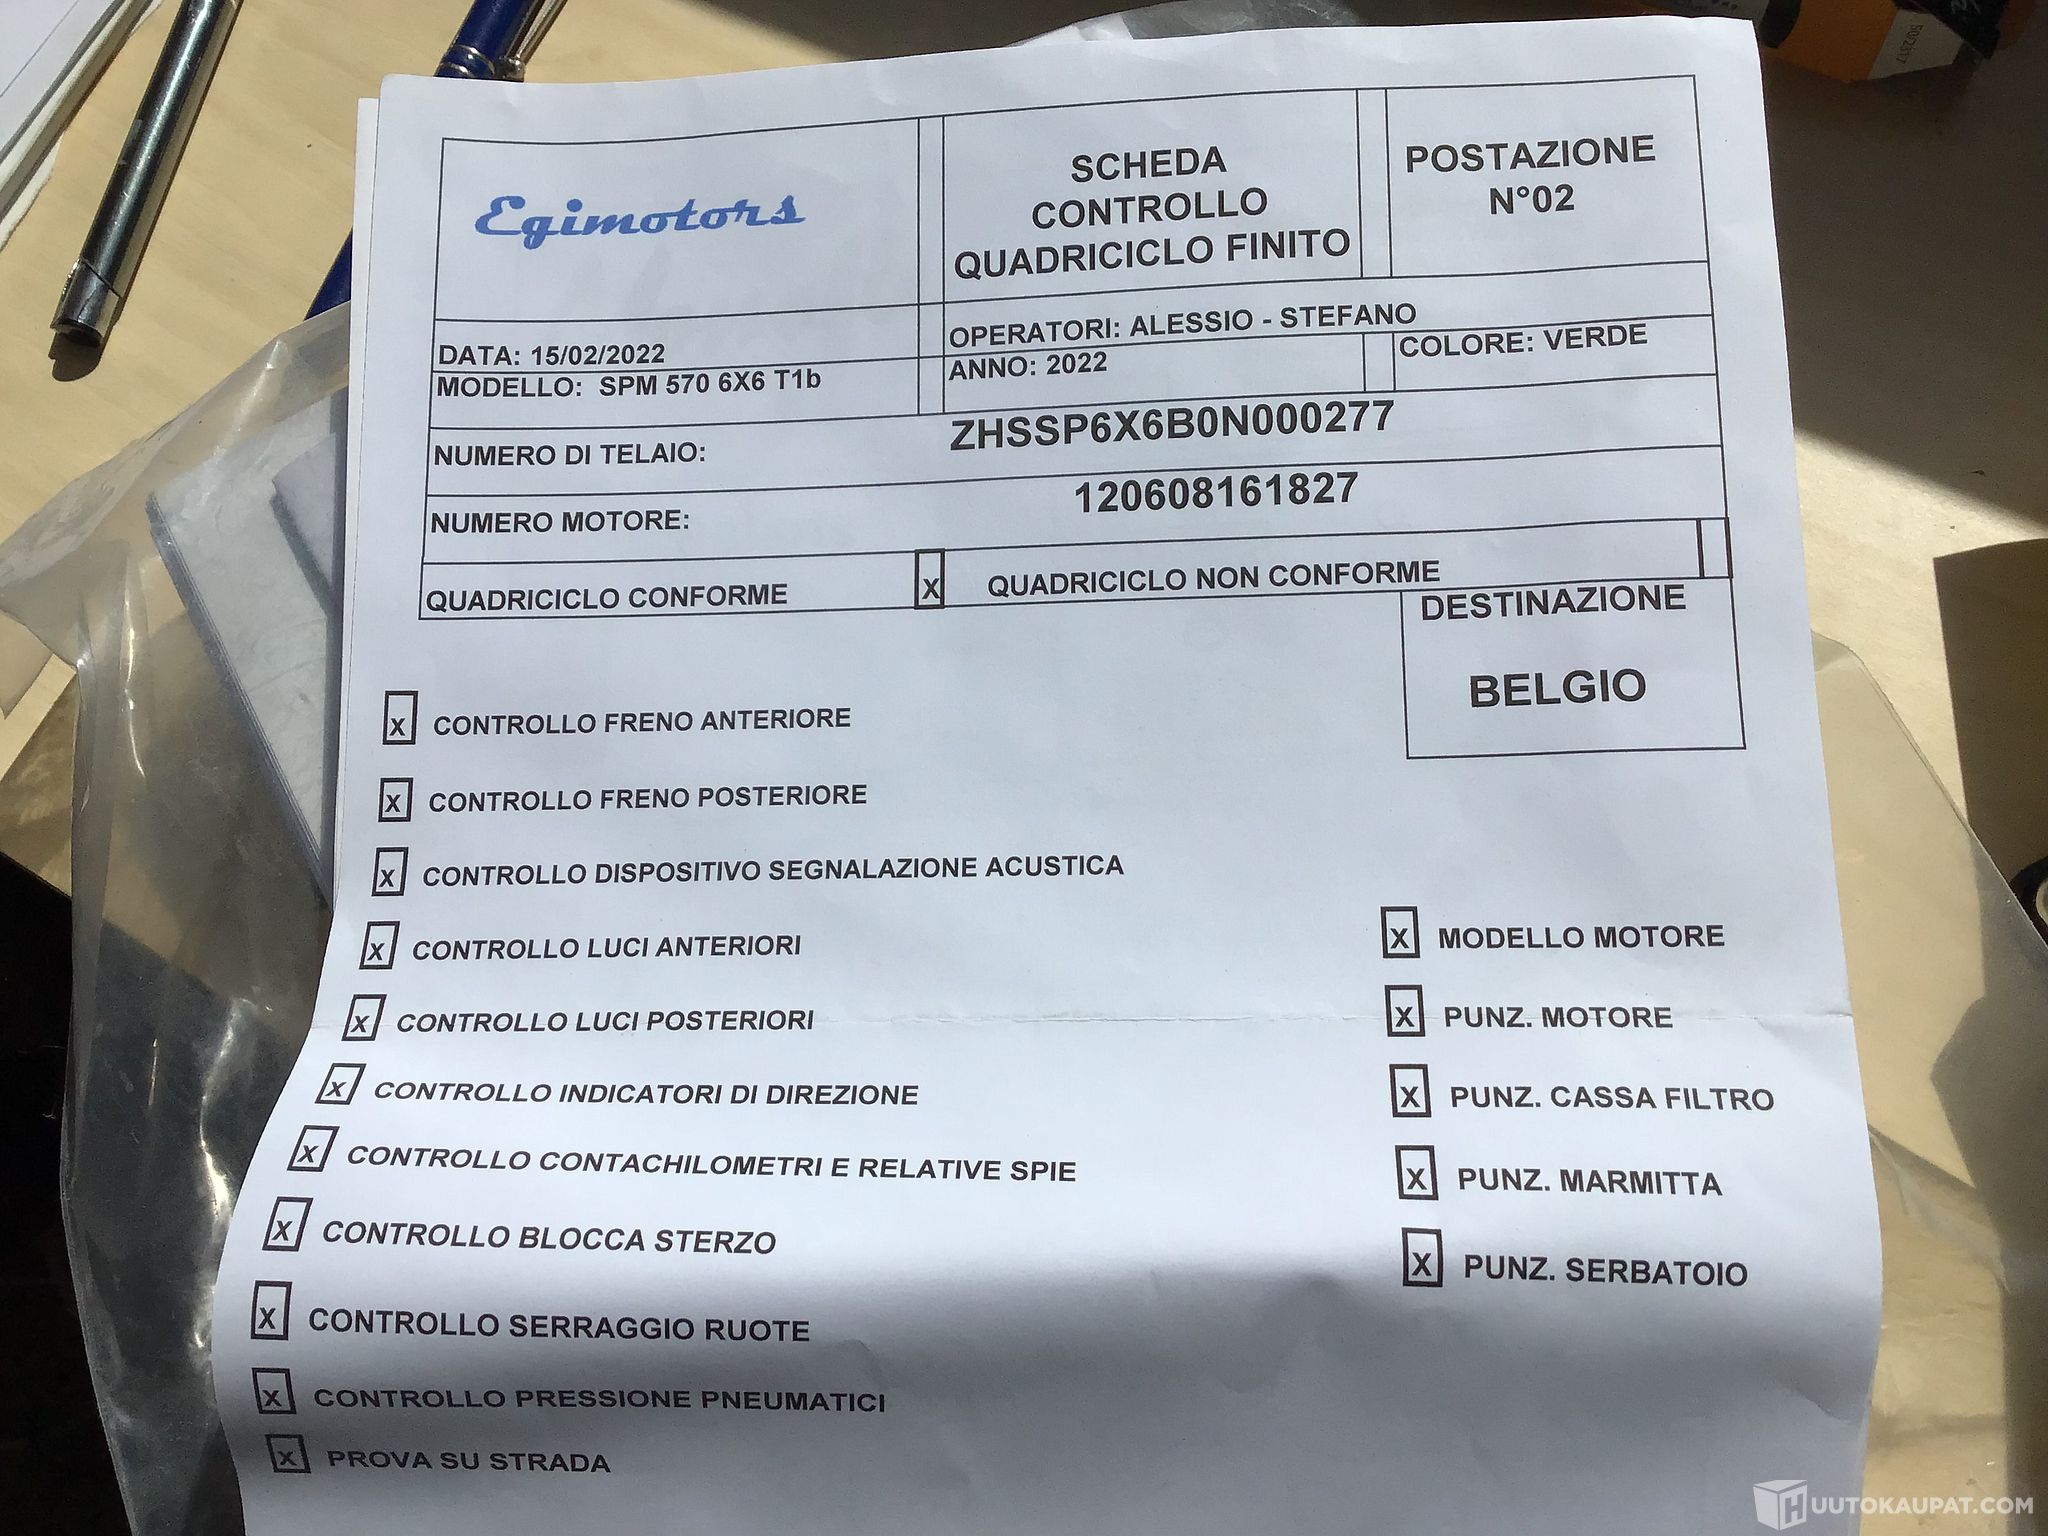 Egimotors
SCHEDA
CONTROLLO
QUADRICICLO FINITO
POSTAZIONE
N°02
DATA: 15/02/2022
OPERATORI: ALESSIO - STEFANO
MODELLO: SPM 570 6X6 T1b
ANNO: 2022
COLORE: VERDE
NUMERO DI TELAIO:
ZHSSP6X6B0N000277
NUMERO MOTORE:
120608161827
QUADRICICLO CONFORME
X
QUADRICICLO NON CONFORME
DESTINAZIONE
BELGIO
X CONTROLLO FRENO ANTERIORE
X CONTROLLO FRENO POSTERIORE
X CONTROLLO DISPOSITIVO SEGNALAZIONE ACUSTICA
X CONTROLLO LUCI ANTERIORI
X CONTROLLO LUCI POSTERIORI
X CONTROLLO INDICATORI DI DIREZIONE
X CONTROLLO CONTACHILOMETRI E RELATIVE SPIE
X CONTROLLO BLOCCA STERZO
X CONTROLLO SERRAGGIO RUOTE
X CONTROLLO PRESSIONE PNEUMATICI
X PROVA SU STRADA
X MODELLO MOTORE
X PUNZ. MOTORE
X PUNZ. CASSA FILTRO
X PUNZ. MARMITTA
X PUNZ. SERBATOIO
HUUTOKAUPAT.COM